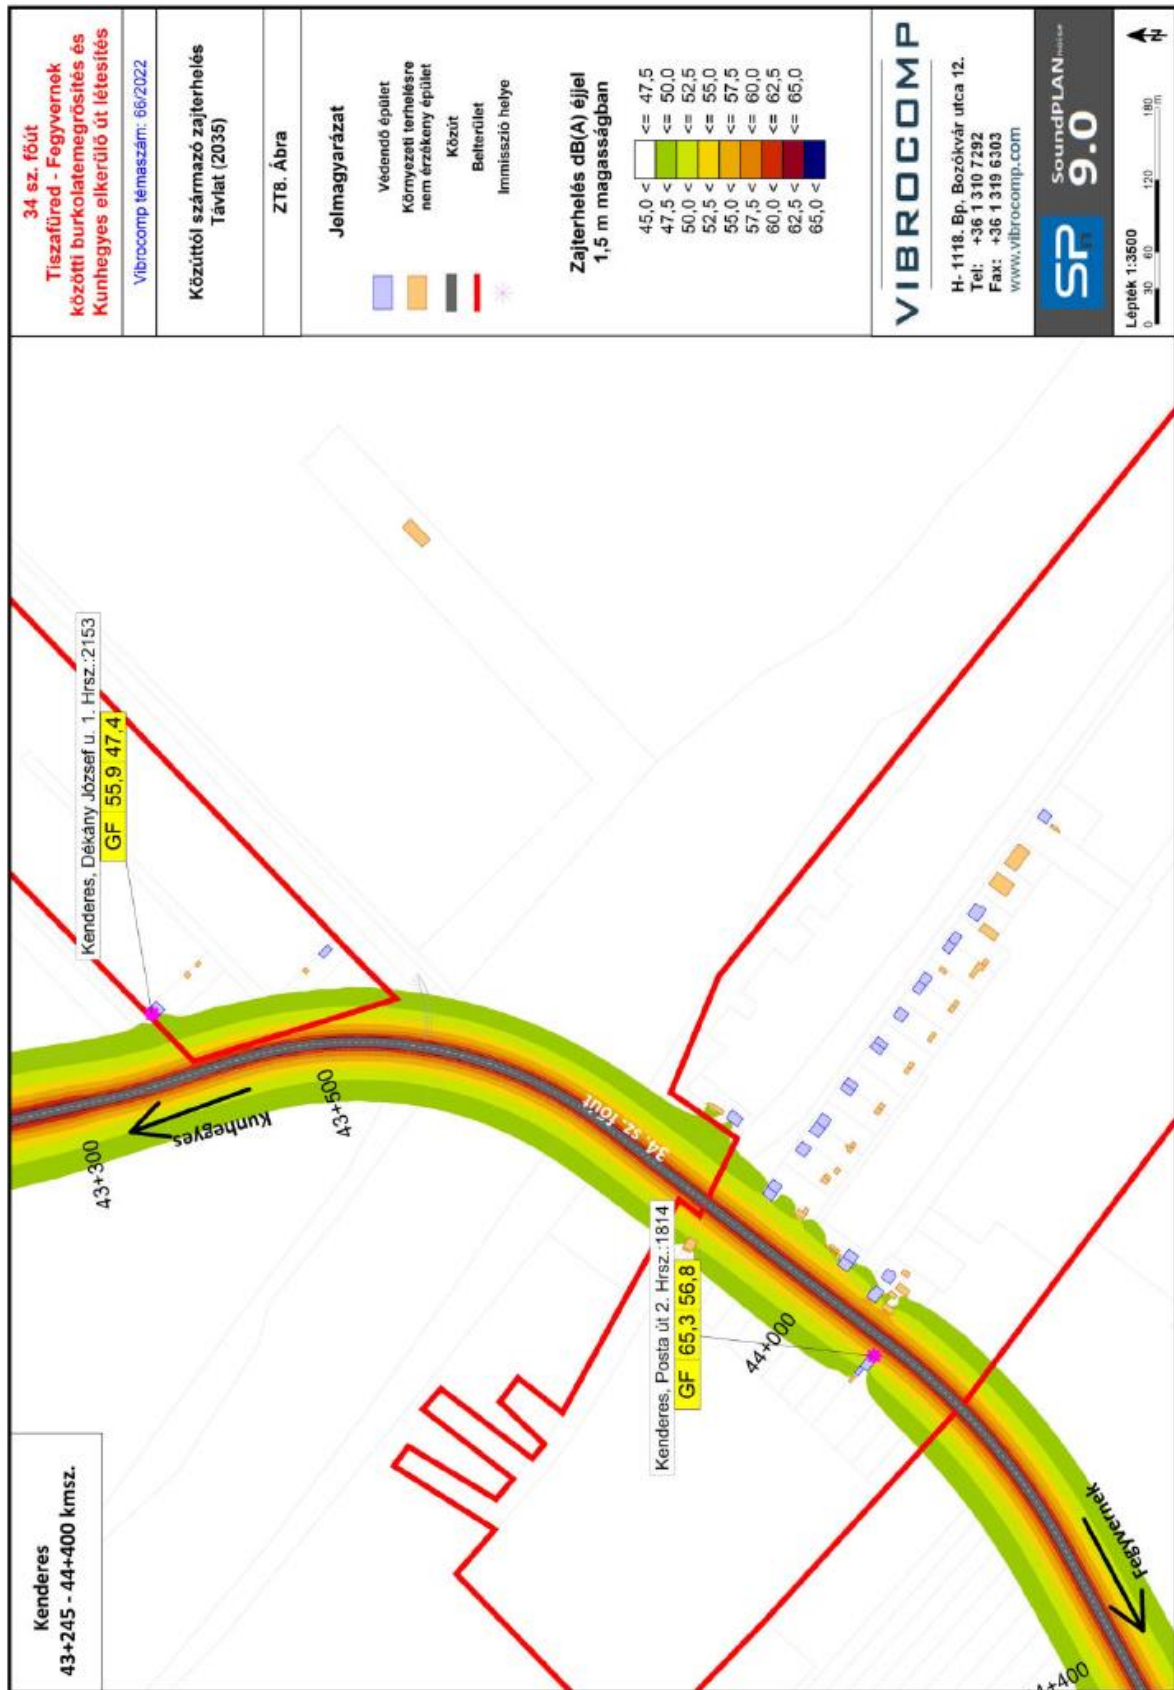 Kenderes
43+245 - 44+400 kmsz.
Kenderes, Dékány József u. 1. Hrsz.:2153
GF 55,9 47,4
43+300
Kunhegyes
43+500
34. sz. főút
Kenderes, Posta út 2. Hrsz.:1814
GF 65,3 56,8
44+000
Fegyvernek
44+400
34 sz. főút
Tiszafüred - Fegyvernek
közötti burkolatemegrősítés és
Kunhegyes elkerülő út létesítés
Vibrocomp témaszám: 66/2022
Közúttól származó zajterhelés
Távlat (2035)
ZT8. Ábra
Jelmagyarázat
Védendő épület
Környezeti terhelésre
nem érzékeny épület
Közút
Belterület
Immisszió helye
Zajterhelés dB(A) éjjel
1,5 m magasságban
<= 47,5
45,0 <
<= 50,0
47,5 <
<= 52,5
50,0 <
<= 55,0
52,5 <
<= 57,5
55,0 <
<= 60,0
57,5 <
<= 62,5
60,0 <
<= 65,0
62,5 <
65,0 <
VIBROCOMP
H- 1118. Bp, Bozókvár utca 12.
Tel: +36 1 310 7292
Fax: +36 1 319 6303
www.vibrocomp.com
SPn SoundPLANnoise
9.0
Lépték 1:3500
0 30 60 120 180
m
N